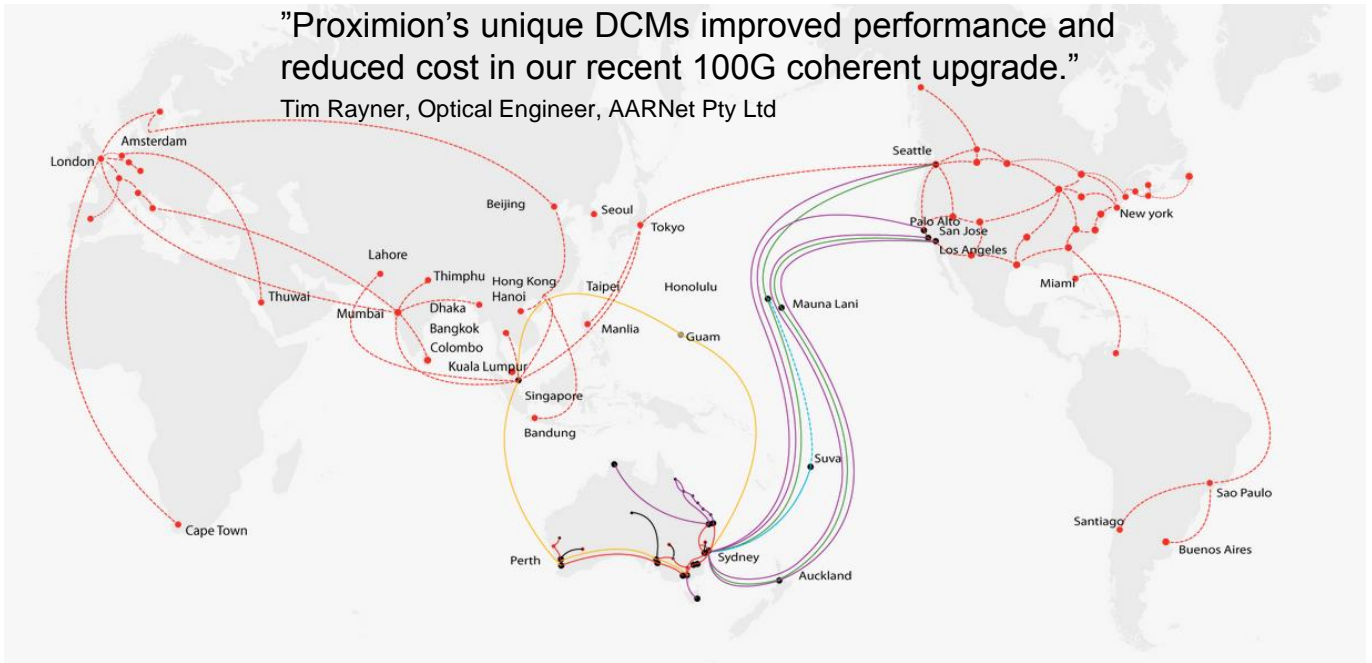 ”Proximion’s unique DCMs improved performance and
reduced cost in our recent 100G coherent upgrade.”
Tim Rayner, Optical Engineer, AARNet Pty Ltd
Amsterdam
London
Seattle
Beijing
Seoul
Tokyo
New york
Palo Alto
San Jose
Los Angeles
Lahore
Thimphu
Hong Kong
Taipei
Honolulu
Miami
Thuwai
Hanoi
Mumbai
Dhaka
Mauna Lani
Bangkok
Manlia
Guam
Colombo
Kuala Lumpur
Singapore
Bandung
Suva
Sao Paulo
Santiago
Cape Town
Buenos Aires
Perth
Sydney
Auckland